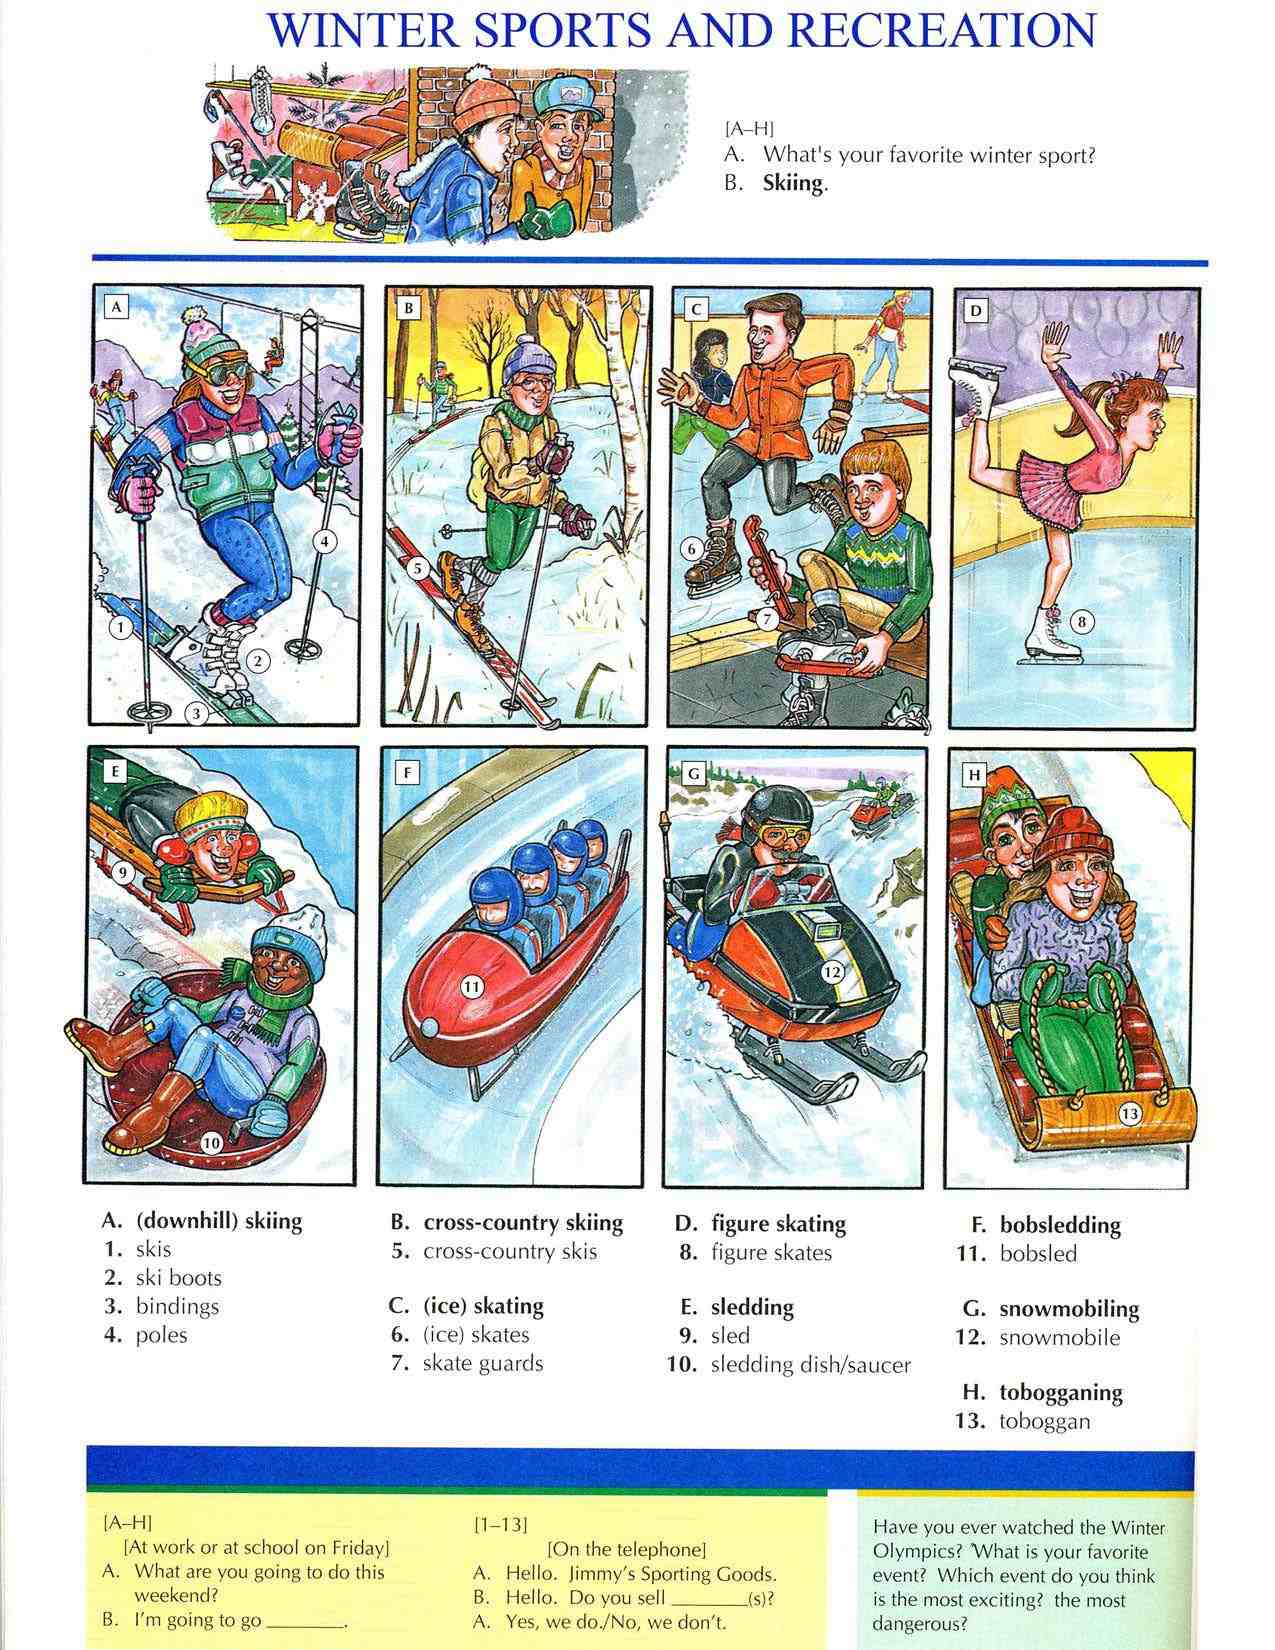 WINTER SPORTS AND RECREATION
[A–H]
A. What's your favorite winter sport?
B. Skiing.
A
B
C
D
1
2
3
4
5
6
7
8
E
F
G
H
9
10
11
12
13
A. (downhill) skiing
1. skis
2. ski boots
3. bindings
4. poles
B. cross-country skiing
5. cross-country skis
C. (ice) skating
6. (ice) skates
7. skate guards
D. figure skating
8. figure skates
E. sledding
9. sled
10. sledding dish/saucer
F. bobsledding
11. bobsled
G. snowmobiling
12. snowmobile
H. tobogganing
13. toboggan
[A–H]
[At work or at school on Friday]
A. What are you going to do this
weekend?
B. I'm going to go ________.
[1–13]
[On the telephone]
A. Hello. Jimmy's Sporting Goods.
B. Hello. Do you sell ________(s)?
A. Yes, we do./No, we don't.
Have you ever watched the Winter
Olympics? What is your favorite
event? Which event do you think
is the most exciting? the most
dangerous?